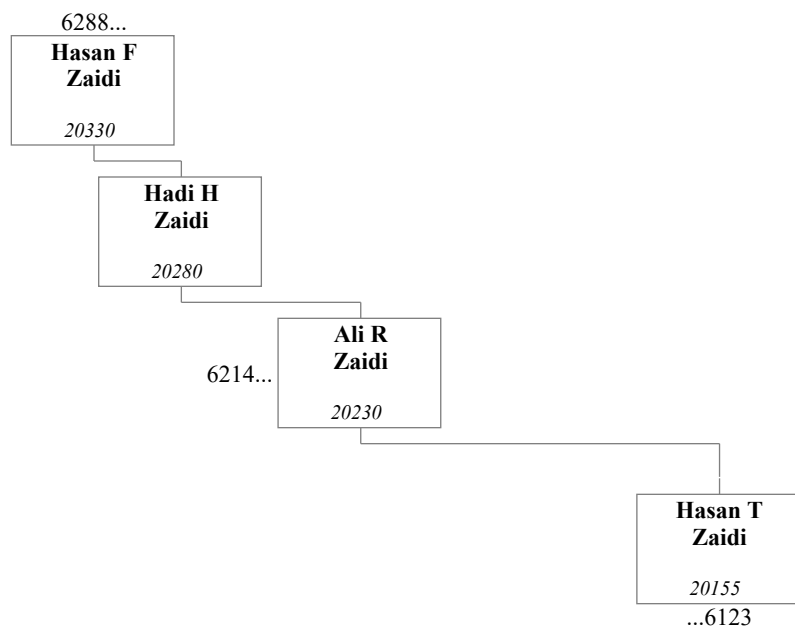 6288...
Hasan F
Zaidi
20330
Hadi H
Zaidi
20280
Ali R
Zaidi
6214...
20230
Hasan T
Zaidi
20155
...6123